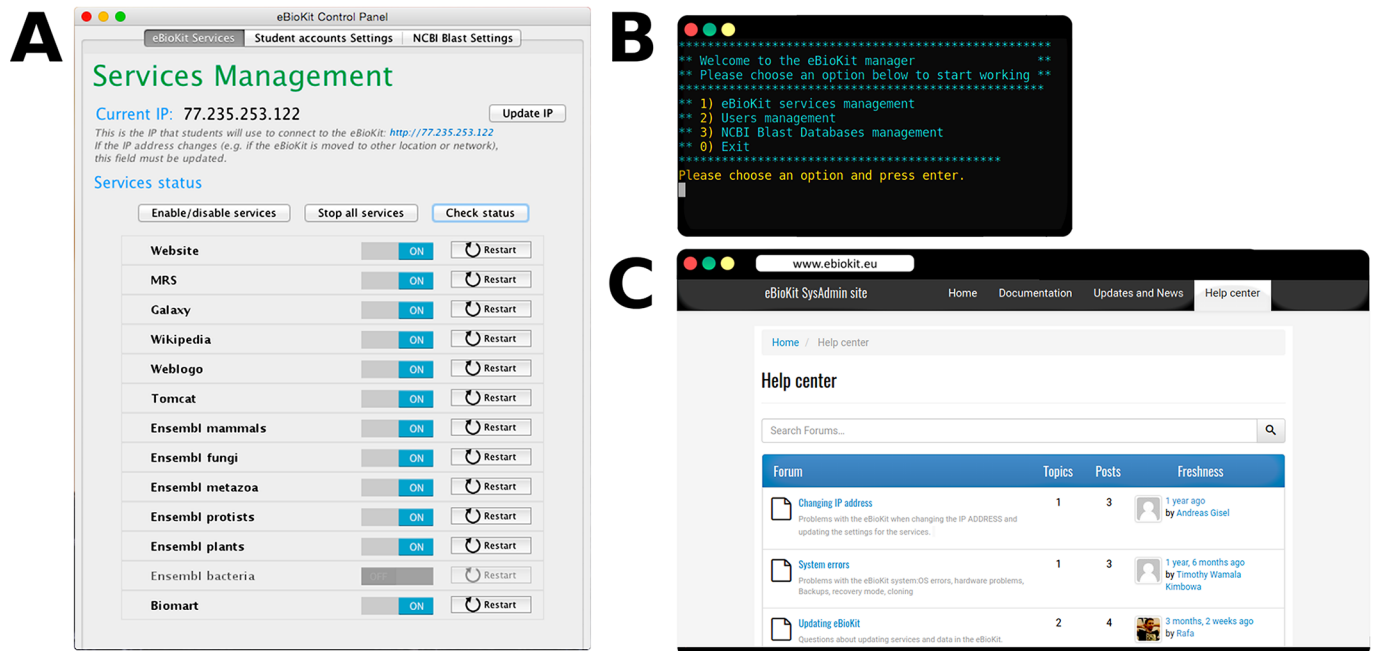 A
eBioKit Control Panel
eBioKit Services Student accounts Settings NCBI Blast Settings
Services Management
Current IP: 77.235.253.122 Update IP
This is the IP that students will use to connect to the eBioKit: http://77.235.253.122
If the IP address changes (e.g. if the eBioKit is moved to other location or network),
this field must be updated.
Services status
Enable/disable services Stop all services Check status
Website ON Restart
MRS ON Restart
Galaxy ON Restart
Wikipedia ON Restart
Weblogo ON Restart
Tomcat ON Restart
Ensembl mammals ON Restart
Ensembl fungi ON Restart
Ensembl metazoa ON Restart
Ensembl protists ON Restart
Ensembl plants ON Restart
Ensembl bacteria OFF Restart
Biomart ON Restart
B
****************************************************
** Welcome to the eBioKit manager **
** Please choose an option below to start working **
***************************************************
** 1) eBioKit services management
** 2) Users management
** 3) NCBI Blast Databases management
** 0) Exit
*********************************************
Please choose an option and press enter.
C
www.ebiokit.eu
eBioKit SysAdmin site Home Documentation Updates and News Help center
Home / Help center
Help center
Search Forums...
Forum Topics Posts Freshness
Changing IP address 1 3 1 year ago
Problems with the eBioKit when changing the IP ADDRESS and by Andreas Gisel
updating the settings for the services.
System errors 1 3 1 year, 6 months ago
Problems with the eBioKit system:OS errors, hardware problems, by Timothy Wamala
Backups, recovery mode, cloning Kimbowa
Updating eBioKit 2 4 3 months, 2 weeks ago
Questions about updating services and data in the eBioKit. by Rafa